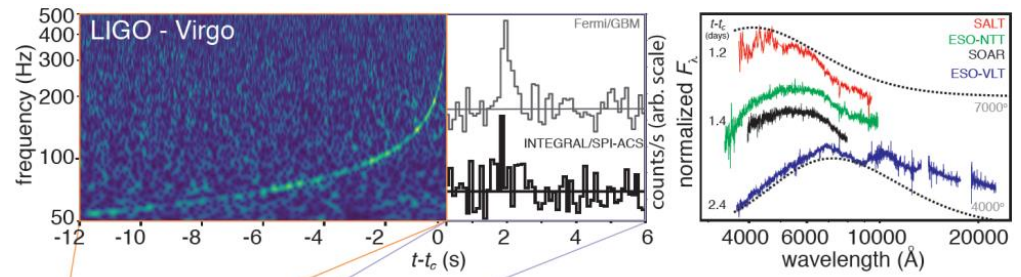 LIGO - Virgo
frequency (Hz)
500
400
300
200
100
50
-12
-10
-8
-6
-4
-2
0
2
4
6
t-tc (s)
Fermi/GBM
INTEGRAL/SPI-ACS
counts/s (arb. scale)
normalized Fλ
t-tc
(days)
1.2
1.4
2.4
SALT
ESO-NTT
SOAR
ESO-VLT
7000°
4000°
4000
6000
10000
20000
wavelength (Å)